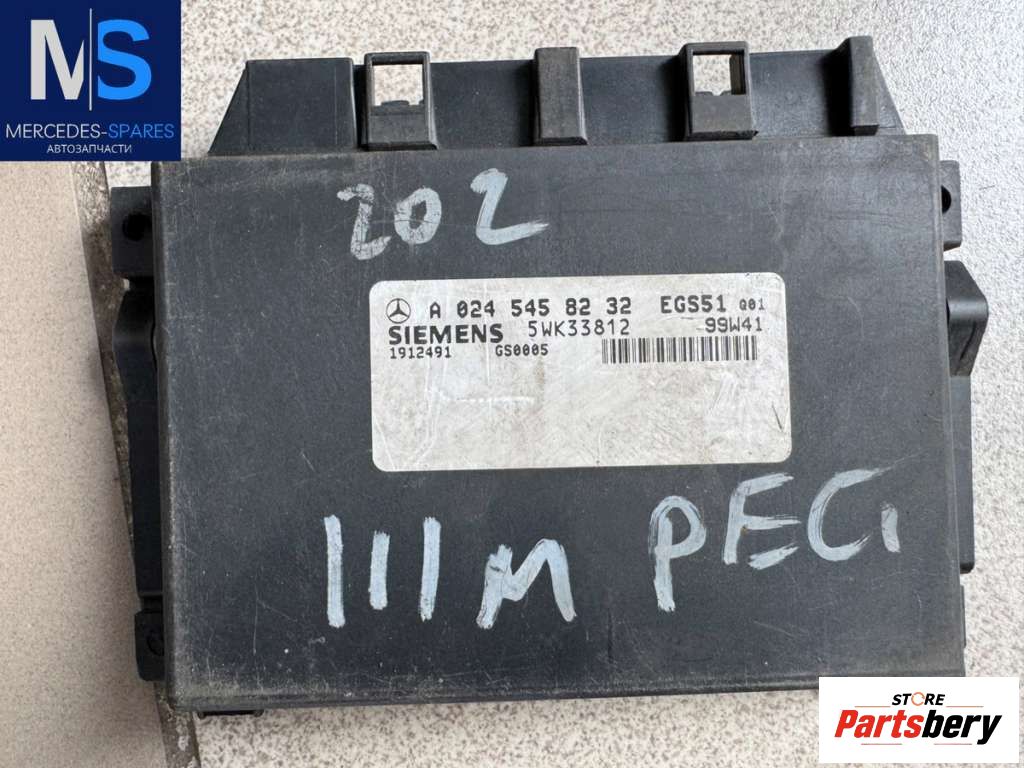 MS
MERCEDES-SPARES
АВТОЗАПЧАСТИ
202
A 024 545 82 32 EGS51 Q01
SIEMENS 5WK33812 99W41
1912491 GS0005
111M РЕСТ
STORE
Partsbery